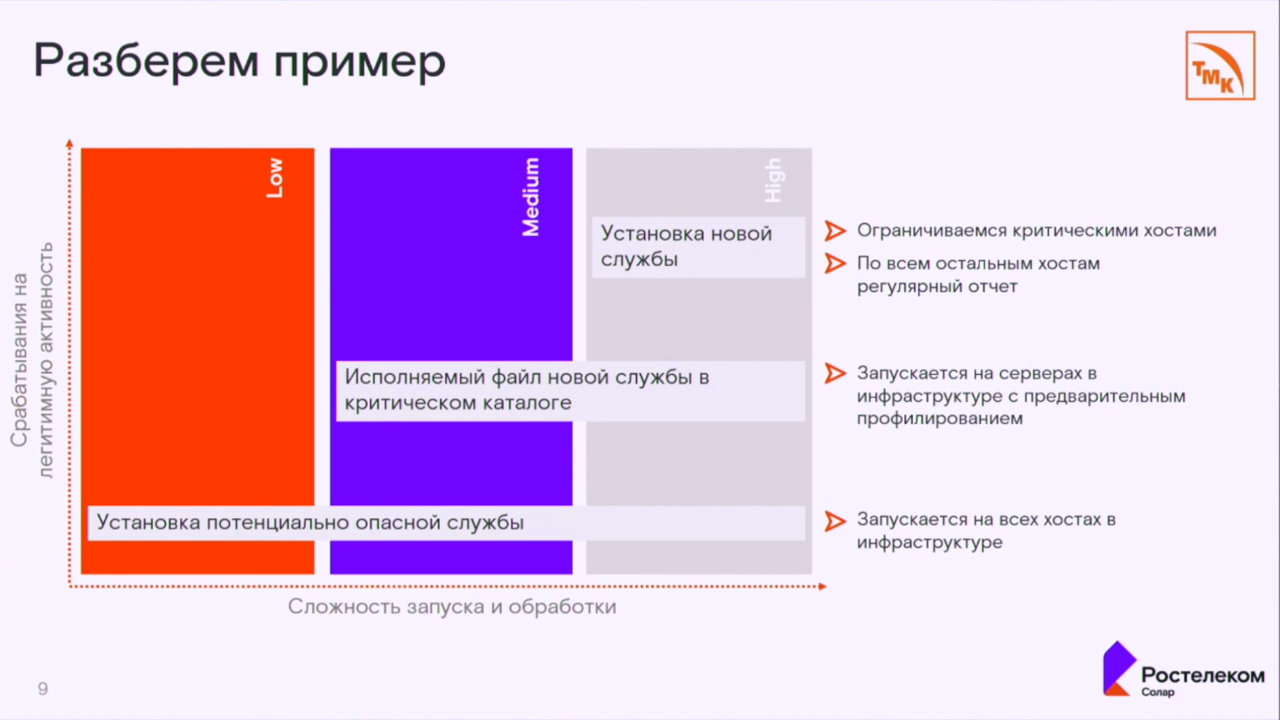 Разберем пример
ТМК
Срабатывания на
легитимную активность
Low
Medium
High
Установка новой
службы
Ограничиваемся критическими хостами
По всем остальным хостам
регулярный отчет
Исполняемый файл новой службы в
критическом каталоге
Запускается на серверах в
инфраструктуре с предварительным
профилированием
Установка потенциально опасной службы
Запускается на всех хостах в
инфраструктуре
Сложность запуска и обработки
9
Ростелеком
Солар